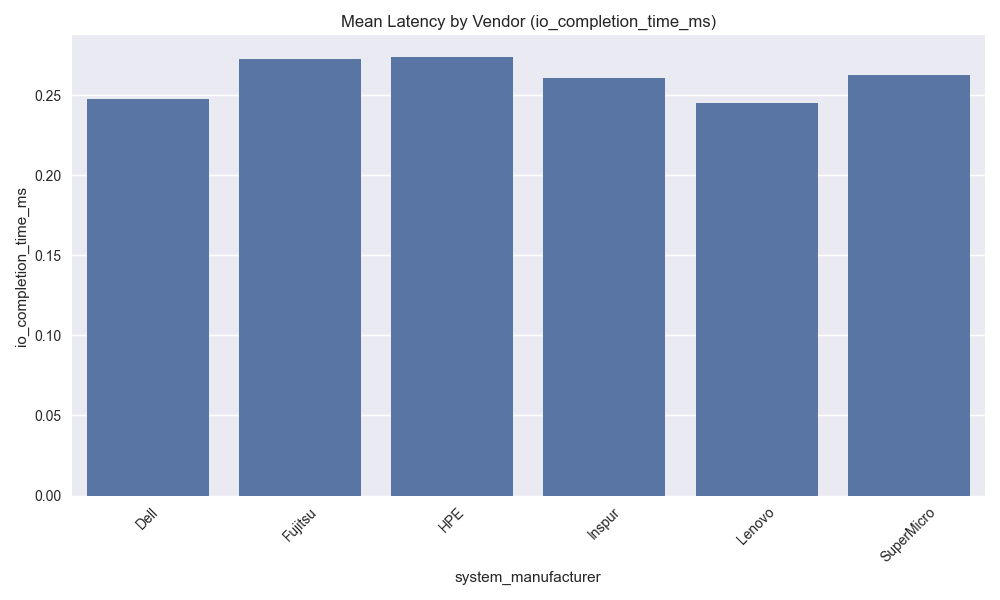 Mean Latency by Vendor (io_completion_time_ms)
io_completion_time_ms
0.25
0.20
0.15
0.10
0.05
0.00
Dell
Fujitsu
HPE
Inspur
Lenovo
SuperMicro
system_manufacturer